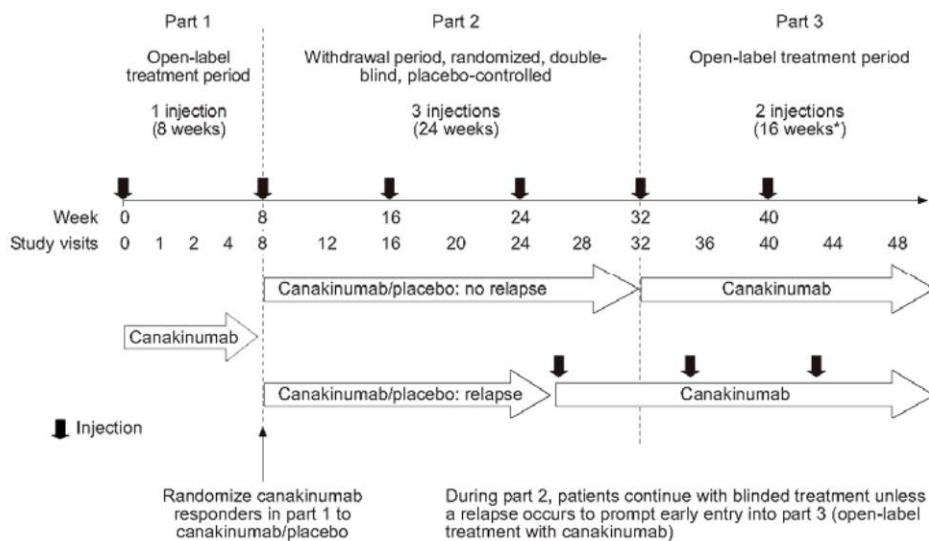 Part 1
Open-label
treatment period
1 injection
(8 weeks)
Part 2
Withdrawal period, randomized, double-
blind, placebo-controlled
3 injections
(24 weeks)
Part 3
Open-label treatment period
2 injections
(16 weeks*)
Week 0 8 16 24 32 40
Study visits 0 1 2 4 8 12 16 20 24 28 32 36 40 44 48
Canakinumab/placebo: no relapse Canakinumab
Canakinumab
Canakinumab/placebo: relapse Canakinumab
Injection
Randomize canakinumab
responders in part 1 to
canakinumab/placebo
During part 2, patients continue with blinded treatment unless
a relapse occurs to prompt early entry into part 3 (open-label
treatment with canakinumab)